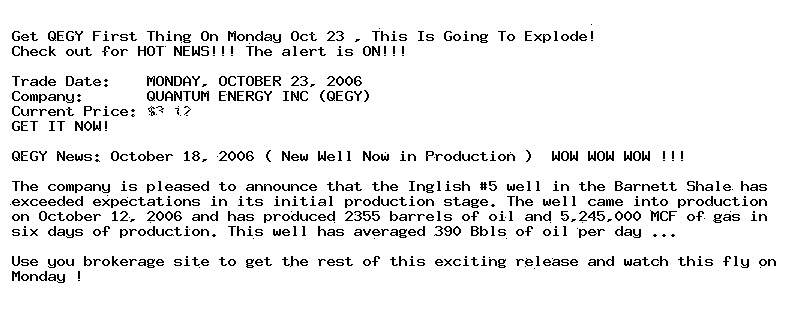 Get QEGY First Thing On Monday Oct 23 , This Is Going To Explode!
Check out for HOT NEWS!!! The alert is ON!!!
Trade Date: MONDAY, OCTOBER 23, 2006
Company: QUANTUM ENERGY INC (QEGY)
Current Price:
GET IT NOW!
QEGY News: October 18, 2006 ( New Well Now in Production ) WOW WOW WOW !!!
The company is pleased to announce that the Inglish #5 well in the Barnett Shale has
exceeded expectations in its initial production stage. The well came into production
on October 12, 2006 and has produced 2355 barrels of oil and 5,245,000 MCF of gas in
six days of production. This well has averaged 390 Bbls of oil per day ...
Use you brokerage site to get the rest of this exciting release and watch this fly on
Monday !